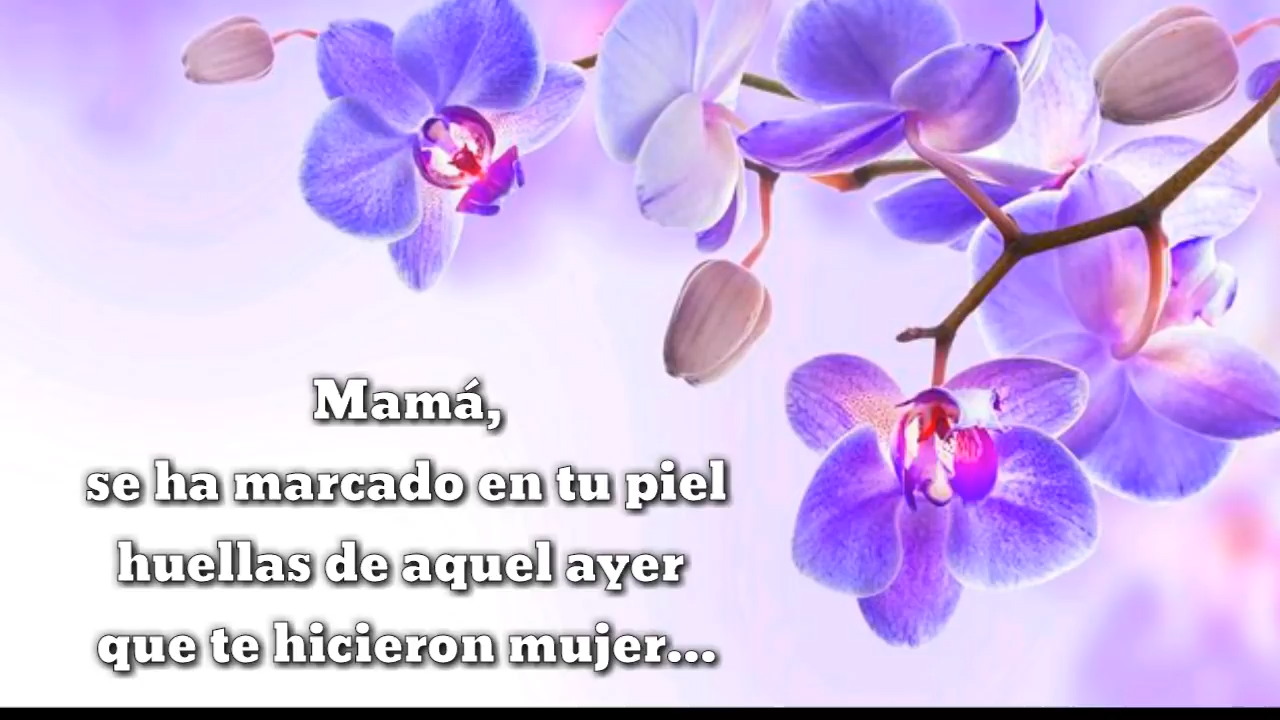 Mamá,
se ha marcado en tu piel
huellas de aquel ayer
que te hicieron mujer...